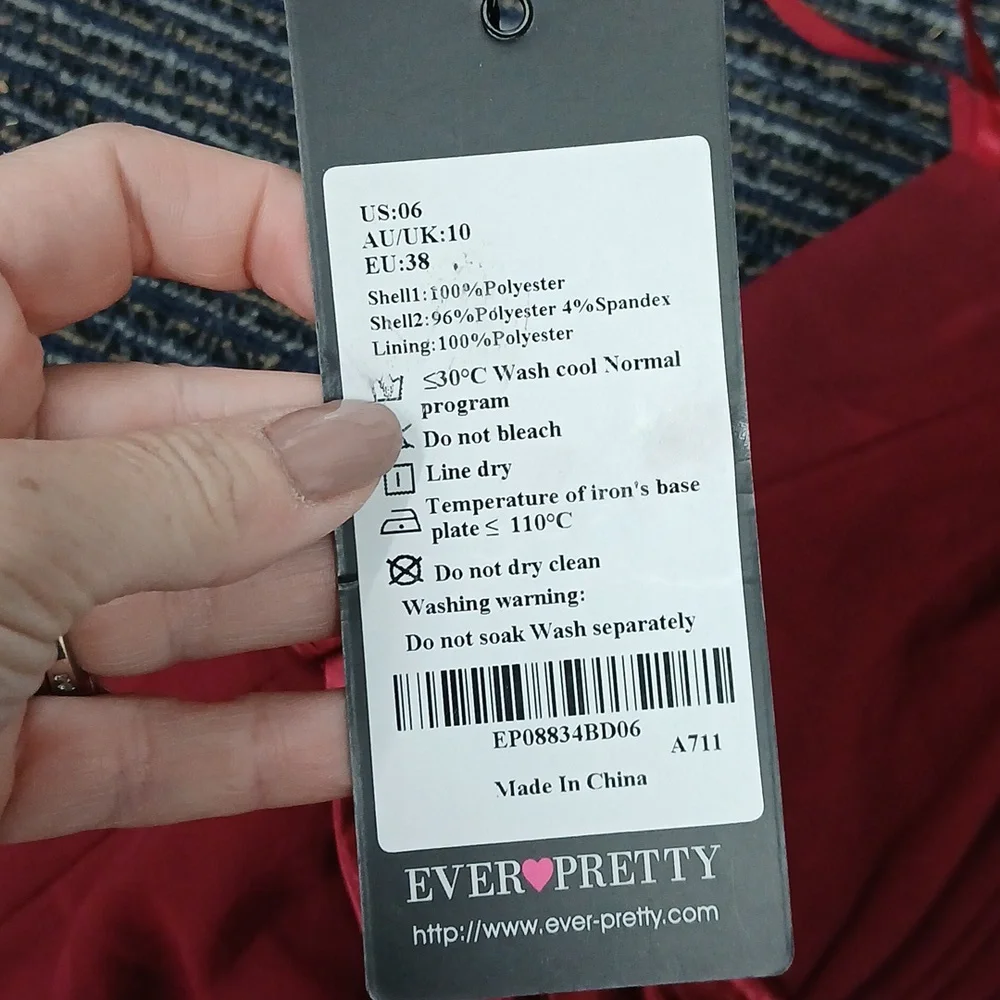 US:06
AU/UK:10
EU:38
Shell1:100%Polyester
Shell2:96%Polyester 4%Spandex
Lining:100%Polyester
≤30°C Wash cool Normal
program
Do not bleach
Line dry
Temperature of iron's base
plate ≤ 110°C
Do not dry clean
Washing warning:
Do not soak Wash separately
EP08834BD06
A711
Made In China
EVER PRETTY
http://www.ever-pretty.com